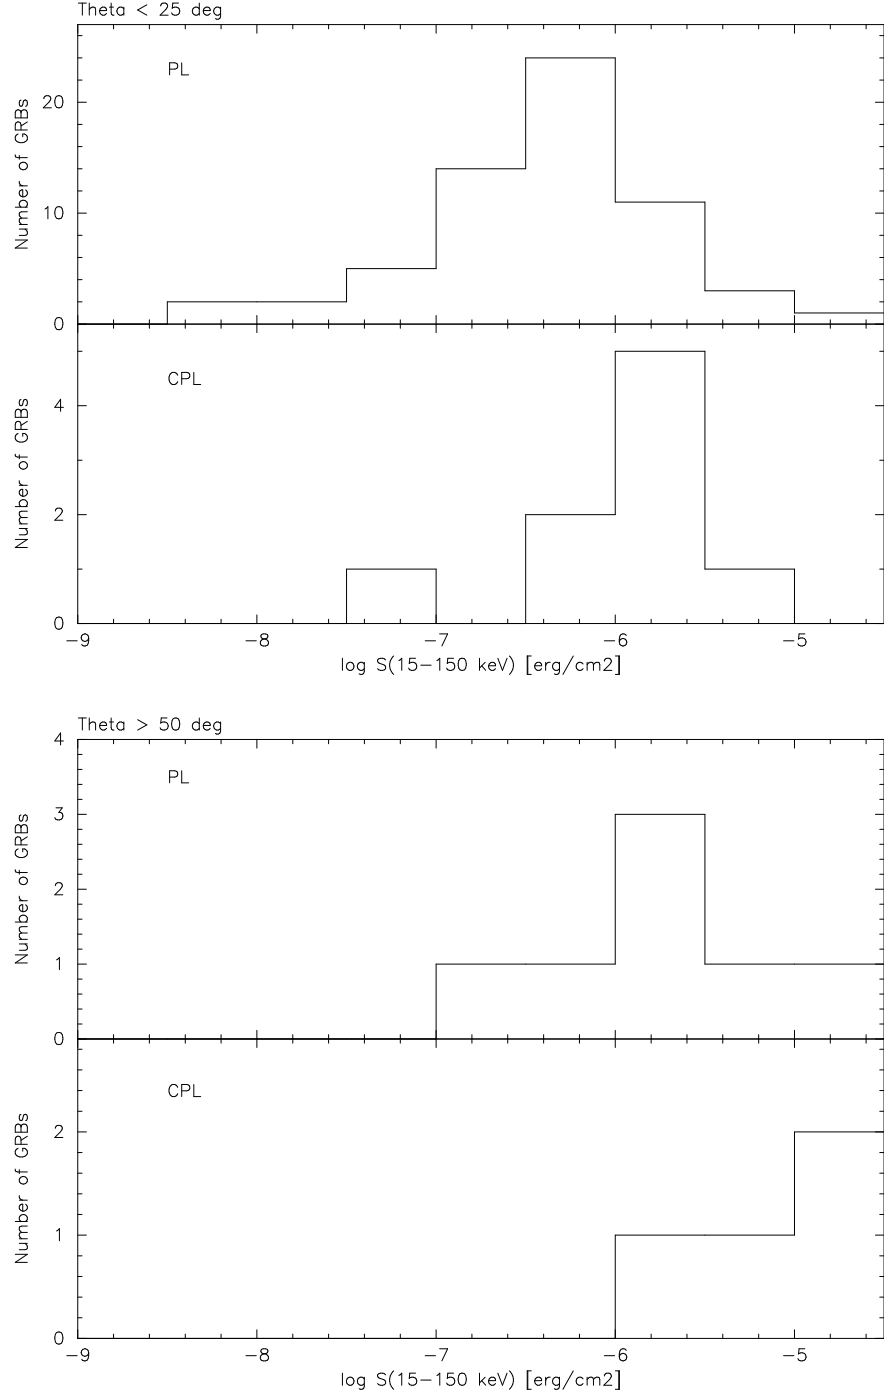 Theta < 25 deg
PL
Number of GRBs
20
10
0
CPL
Number of GRBs
4
2
0
−9 −8 −7 −6 −5
log S(15−150 keV) [erg/cm2]
Theta > 50 deg
PL
Number of GRBs
4
3
2
1
0
CPL
Number of GRBs
2
1
0
−9 −8 −7 −6 −5
log S(15−150 keV) [erg/cm2]